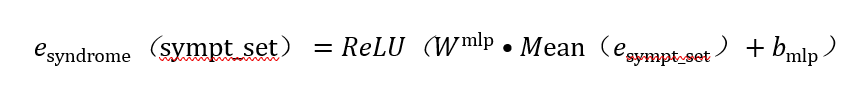 e_syndrome（sympt_set）= ReLU（W^mlp • Mean（e_sympt_set）+ b_mlp）